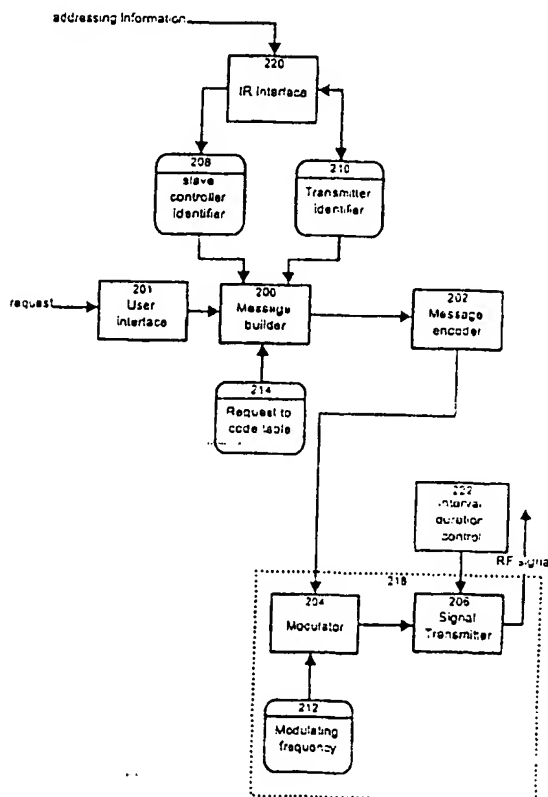 addressing Information
220
IR Interface
208
slave
controller
Identifier
210
Transmitter
identifier
request
201
User
interface
200
Message
builder
202
Message
encoder
214
Request to
code table
222
Interval
duration
control
RF signal
218
204
Modulator
206
Signal
Transmitter
212
Modulating
frequency